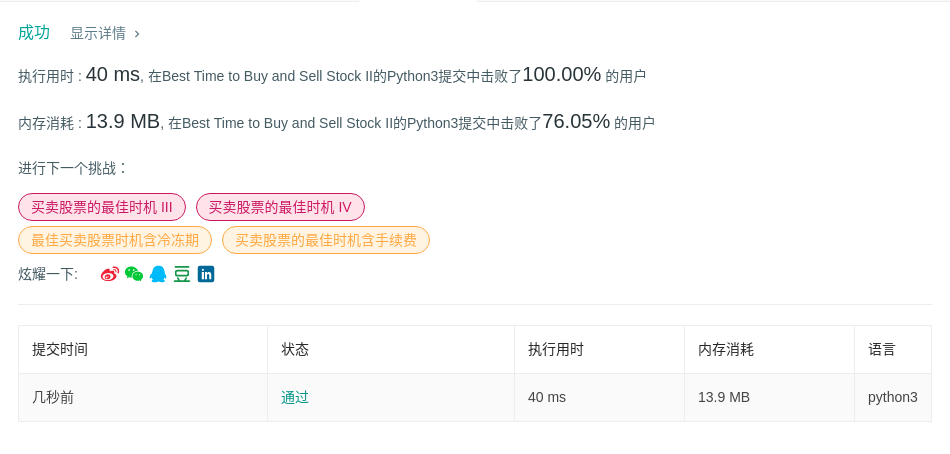 成功 显示详情 ›
执行用时 : 40 ms, 在Best Time to Buy and Sell Stock II的Python3提交中击败了100.00% 的用户
内存消耗 : 13.9 MB, 在Best Time to Buy and Sell Stock II的Python3提交中击败了76.05% 的用户
进行下一个挑战：
买卖股票的最佳时机 III 买卖股票的最佳时机 IV
最佳买卖股票时机含冷冻期 买卖股票的最佳时机含手续费
炫耀一下: 豆 in
提交时间 状态 执行用时 内存消耗 语言
几秒前 通过 40 ms 13.9 MB python3